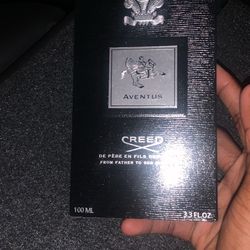 AVENTUS
CREED
DE PÈRE EN FILS
FROM FATHER TO SON
100 ML
3.3 FL.OZ